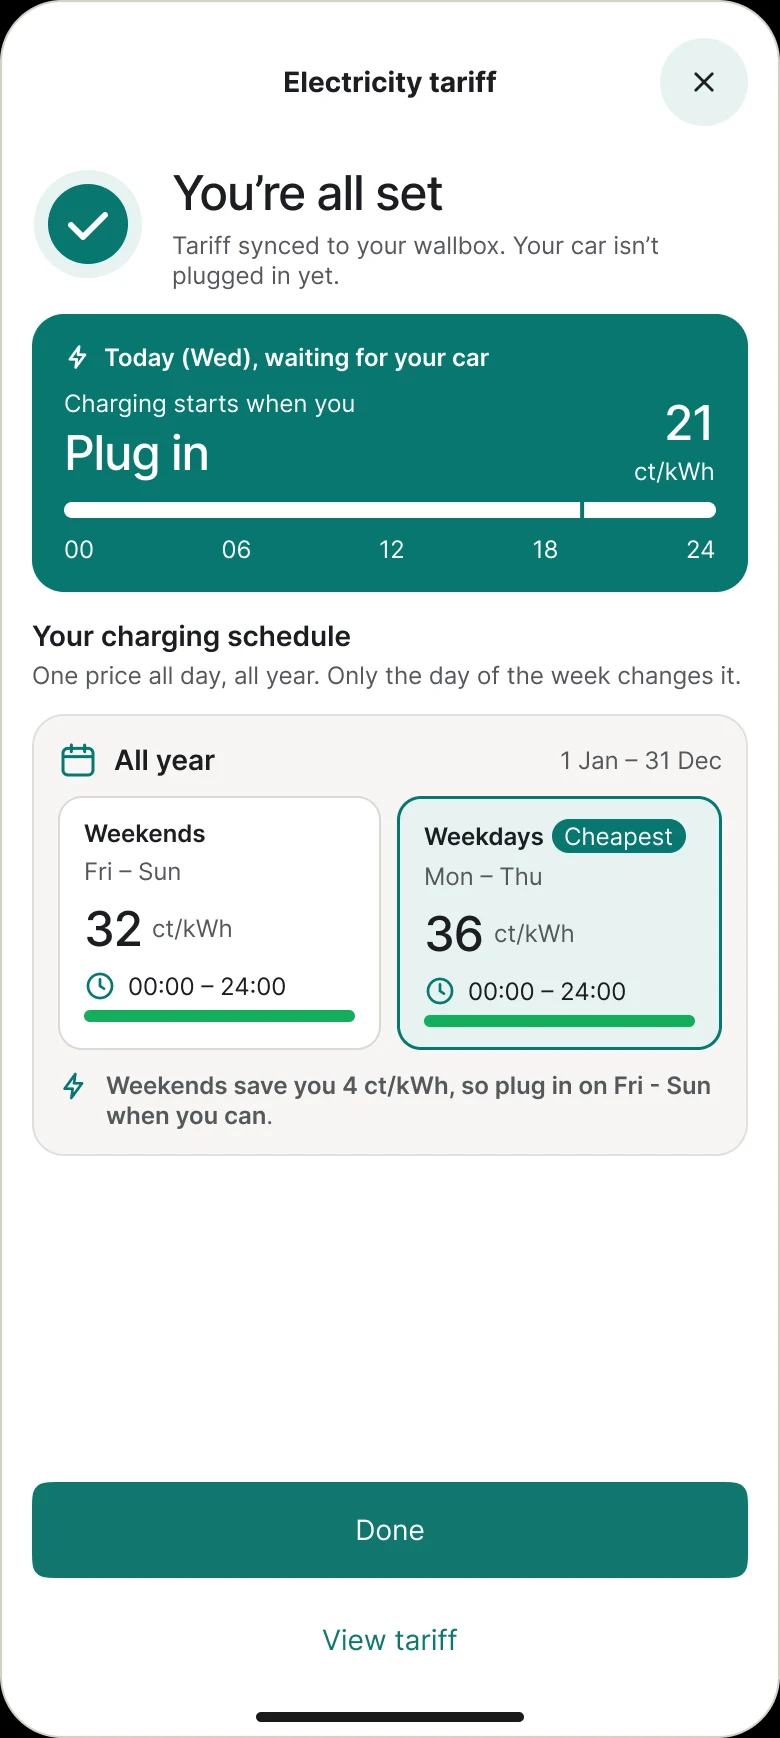 Electricity tariff
You’re all set
Tariff synced to your wallbox. Your car isn’t
plugged in yet.
Today (Wed), waiting for your car
Charging starts when you
Plug in
21
ct/kWh
00 06 12 18 24
Your charging schedule
One price all day, all year. Only the day of the week changes it.
All year
1 Jan – 31 Dec
Weekends
Fri – Sun
32 ct/kWh
00:00 – 24:00
Weekdays Cheapest
Mon – Thu
36 ct/kWh
00:00 – 24:00
Weekends save you 4 ct/kWh, so plug in on Fri - Sun
when you can.
Done
View tariff